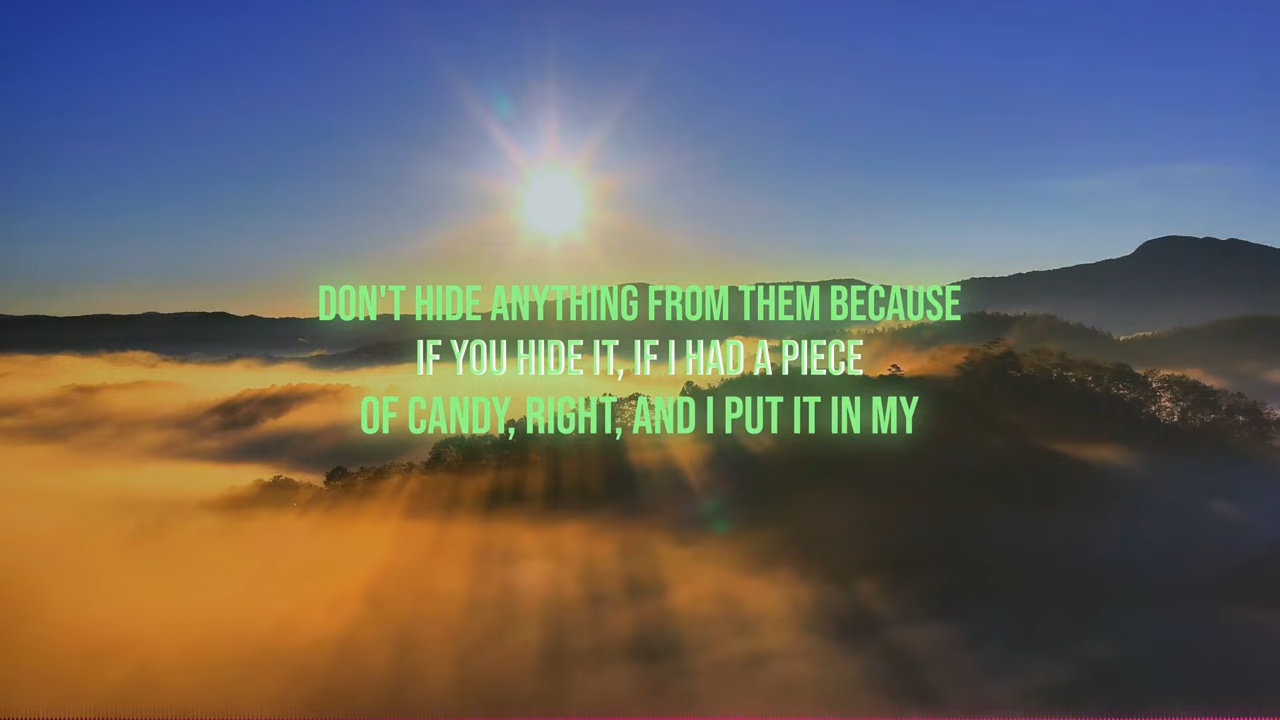 DON'T HIDE ANYTHING FROM THEM BECAUSE
IF YOU HIDE IT, IF I HAD A PIECE
OF CANDY, RIGHT, AND I PUT IT IN MY